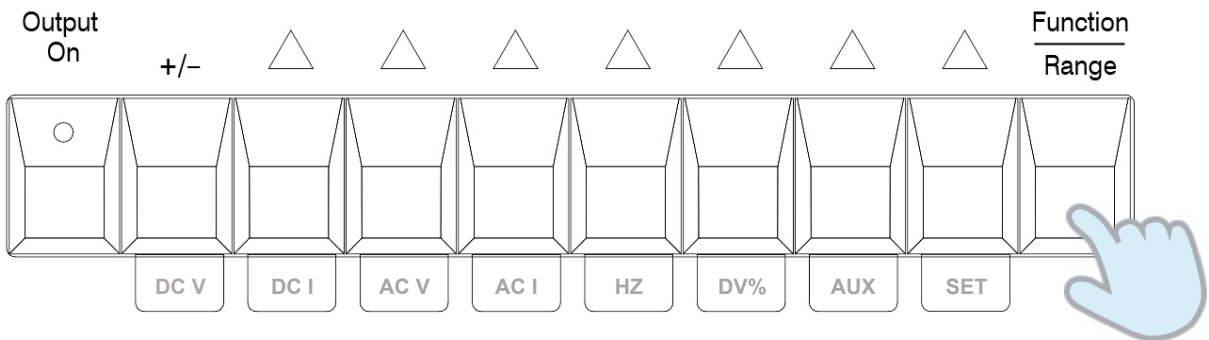 Output
On
+/–
Function
Range
DC V
DC I
AC V
AC I
HZ
DV%
AUX
SET